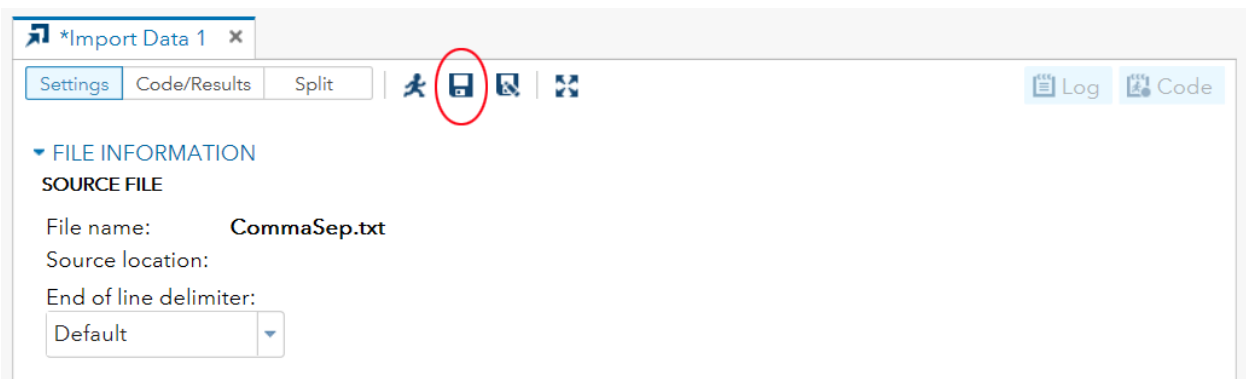 *Import Data 1
Settings Code/Results Split Log Code
FILE INFORMATION
SOURCE FILE
File name: CommaSep.txt
Source location:
End of line delimiter:
Default